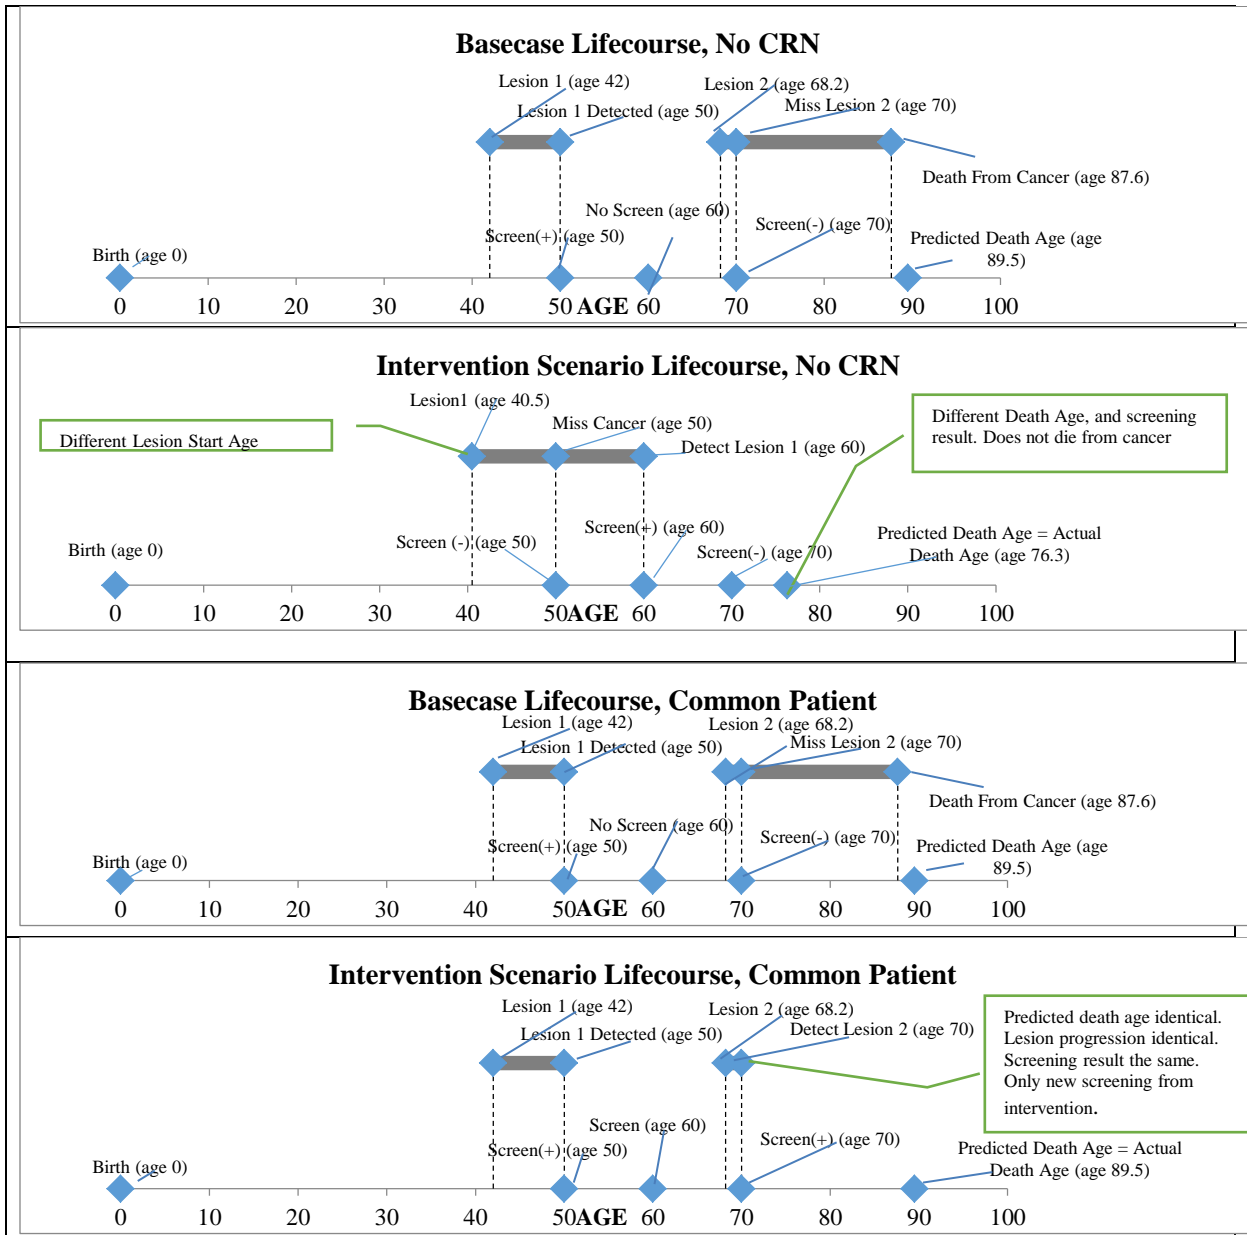 Basecase Lifecourse, No CRN
Lesion 1 (age 42)
Lesion 2 (age 68.2)
Lesion 1 Detected (age 50)
Miss Lesion 2 (age 70)
Death From Cancer (age 87.6)
No Screen (age 60)
Screen(+) (age 50)
Screen(-) (age 70)
Birth (age 0)
Predicted Death Age (age
89.5)
0 10 20 30 40 50 AGE 60 70 80 90 100
Intervention Scenario Lifecourse, No CRN
Lesion1 (age 40.5)
Different Lesion Start Age
Miss Cancer (age 50)
Detect Lesion 1 (age 60)
Different Death Age, and screening
result. Does not die from cancer
Birth (age 0)
Screen (-) (age 50)
Screen(+) (age 60)
Screen(-) (age 70)
Predicted Death Age = Actual
Death Age (age 76.3)
0 10 20 30 40 50 AGE 60 70 80 90 100
Basecase Lifecourse, Common Patient
Lesion 1 (age 42)
Lesion 2 (age 68.2)
Lesion 1 Detected (age 50)
Miss Lesion 2 (age 70)
Death From Cancer (age 87.6)
No Screen (age 60)
Screen(+) (age 50)
Screen(-) (age 70)
Birth (age 0)
Predicted Death Age (age
89.5)
0 10 20 30 40 50 AGE 60 70 80 90 100
Intervention Scenario Lifecourse, Common Patient
Lesion 1 (age 42)
Lesion 2 (age 68.2)
Lesion 1 Detected (age 50)
Detect Lesion 2 (age 70)
Predicted death age identical.
Lesion progression identical.
Screening result the same.
Only new screening from
intervention.
Screen (age 60)
Screen(+) (age 50)
Screen(+) (age 70)
Birth (age 0)
Predicted Death Age = Actual
Death Age (age 89.5)
0 10 20 30 40 50 AGE 60 70 80 90 100